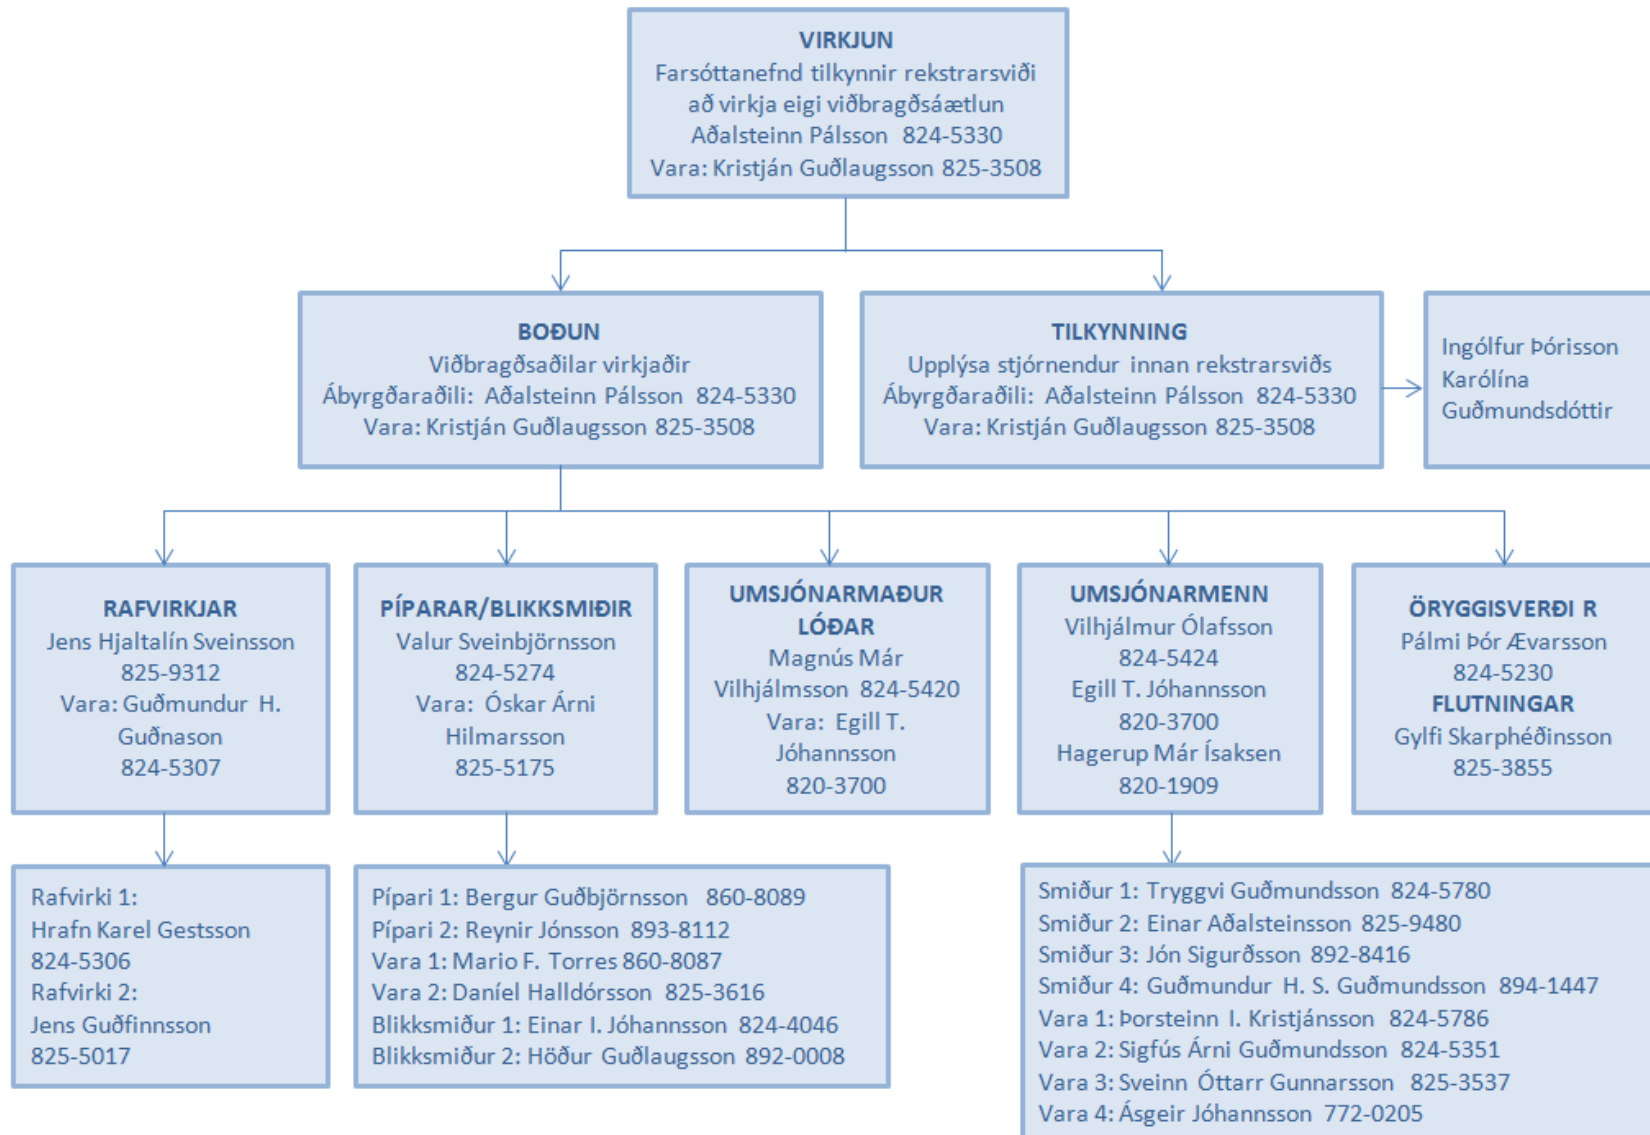 VIRKJUN
Farsóttanefnd tilkynnir rekstrarsviði
að virkja eigi viðbragðsáætlun
Aðalsteinn Pálsson 824-5330
Vara: Kristján Guðlaugsson 825-3508
BOÐUN
Viðbragðsaðilar virkjaðir
Ábyrgðaraðili: Aðalsteinn Pálsson 824-5330
Vara: Kristján Guðlaugsson 825-3508
TILKYNNING
Upplýsa stjórnendur innan rekstrarsviðs
Ábyrgðaraðili: Aðalsteinn Pálsson 824-5330
Vara: Kristján Guðlaugsson 825-3508
Ingólfur Þórisson
Karólína
Guðmundsdóttir
RAFVIRKJAR
Jens Hjaltalín Sveinsson
825-9312
Vara: Guðmundur H.
Guðnason
824-5307
PÍPARAR/BLIKKSMIÐIR
Valur Sveinbjörnsson
824-5274
Vara: Óskar Árni
Hilmarsson
825-5175
UMSJÓNARMAÐUR
LÓÐAR
Magnús Már
Vilhjálmsson 824-5420
Vara: Egill T.
Jóhannsson
820-3700
UMSJÓNARMENN
Vilhjálmur Ólafsson
824-5424
Egill T. Jóhannsson
820-3700
Hagerup Már Ísaksen
820-1909
ÖRYGGISVERÐI R
Pálmi Þór Ævarsson
824-5230
FLUTNINGAR
Gylfi Skarphéðinsson
825-3855
Rafvirki 1:
Hrafn Karel Gestsson
824-5306
Rafvirki 2:
Jens Guðfinnsson
825-5017
Pípari 1: Bergur Guðbjörnsson 860-8089
Pípari 2: Reynir Jónsson 893-8112
Vara 1: Mario F. Torres 860-8087
Vara 2: Daníel Halldórsson 825-3616
Blikksmiður 1: Einar I. Jóhannsson 824-4046
Blikksmiður 2: Höður Guðlaugsson 892-0008
Smiður 1: Tryggvi Guðmundsson 824-5780
Smiður 2: Einar Aðalsteinsson 825-9480
Smiður 3: Jón Sigurðsson 892-8416
Smiður 4: Guðmundur H. S. Guðmundsson 894-1447
Vara 1: Þorsteinn I. Kristjánsson 824-5786
Vara 2: Sigfús Árni Guðmundsson 824-5351
Vara 3: Sveinn Óttarr Gunnarsson 825-3537
Vara 4: Ásgeir Jóhannsson 772-0205